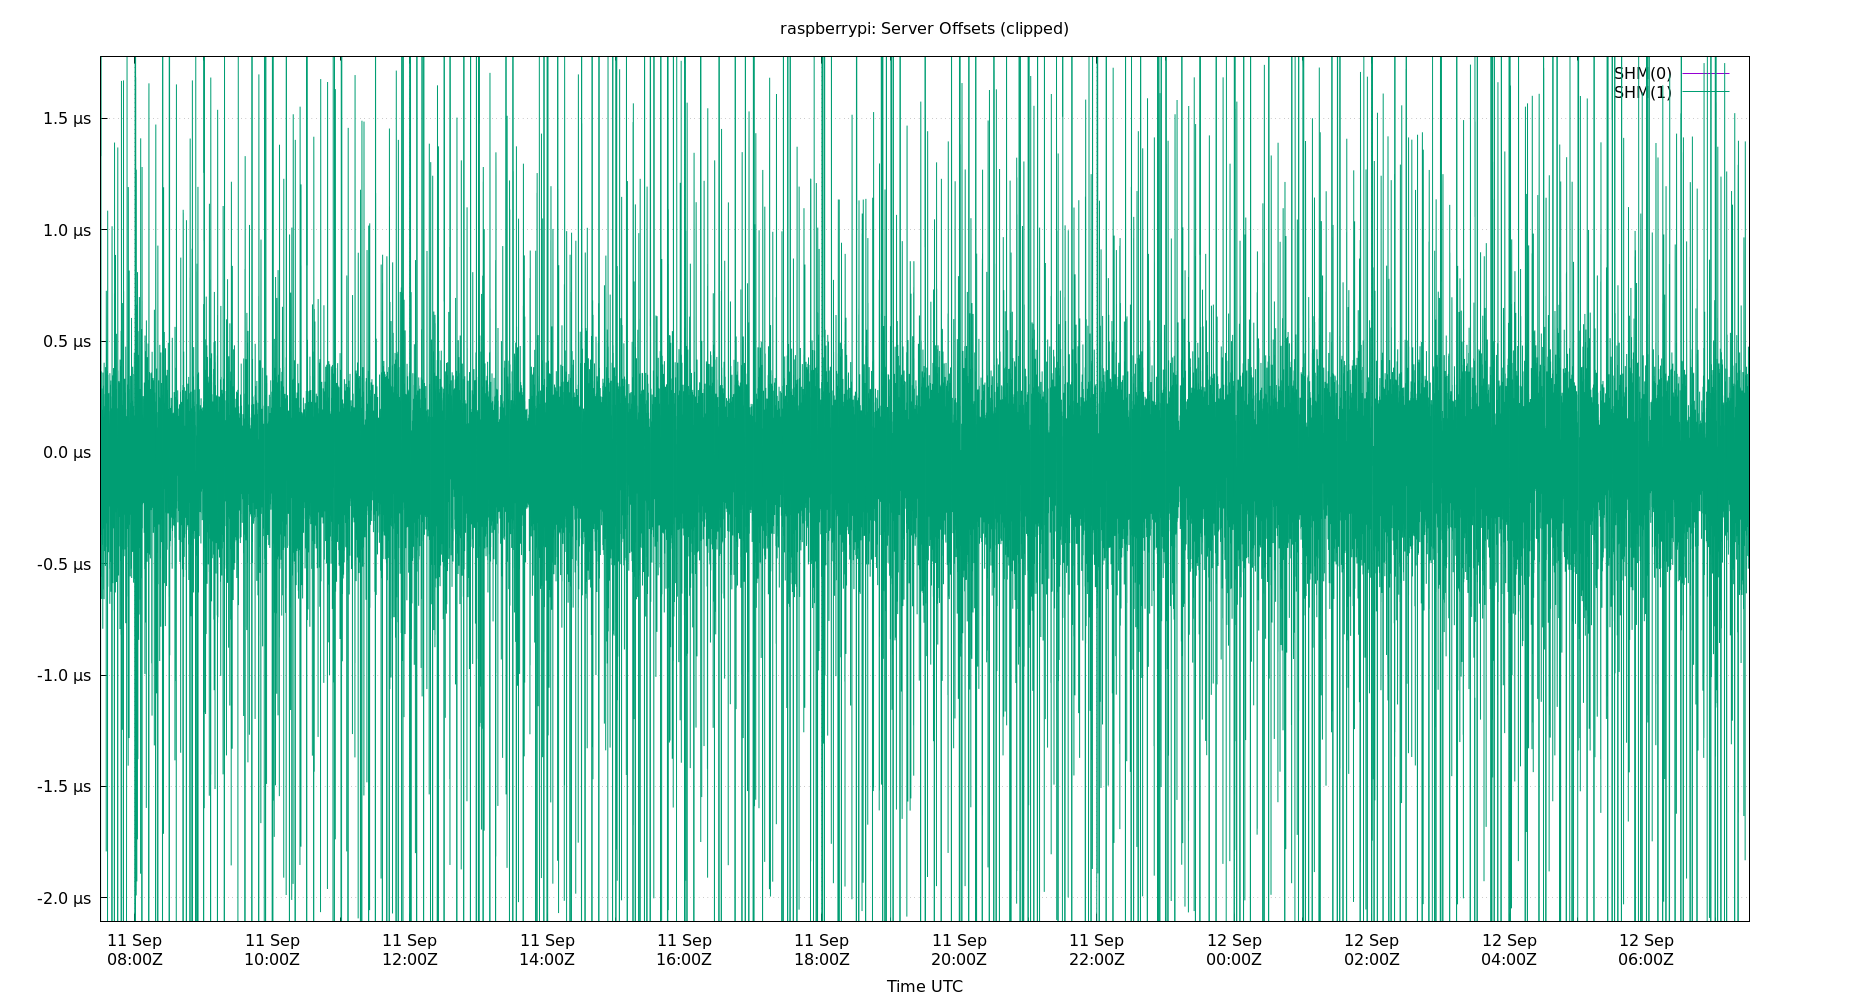 raspberrypi: Server Offsets (clipped)
SHM(0)
SHM(1)
1.5 µs
1.0 µs
0.5 µs
0.0 µs
-0.5 µs
-1.0 µs
-1.5 µs
-2.0 µs
11 Sep 11 Sep 11 Sep 11 Sep 11 Sep 11 Sep 11 Sep 11 Sep 12 Sep 12 Sep 12 Sep 12 Sep
08:00Z 10:00Z 12:00Z 14:00Z 16:00Z 18:00Z 20:00Z 22:00Z 00:00Z 02:00Z 04:00Z 06:00Z
Time UTC